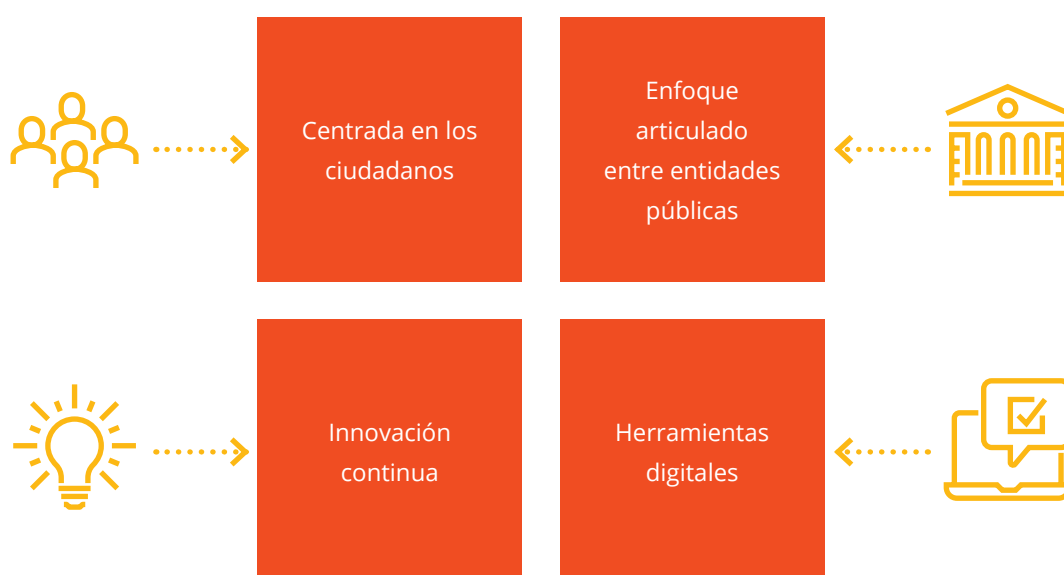 Centrada en los
ciudadanos
Enfoque
articulado
entre entidades
públicas
Innovación
continua
Herramientas
digitales